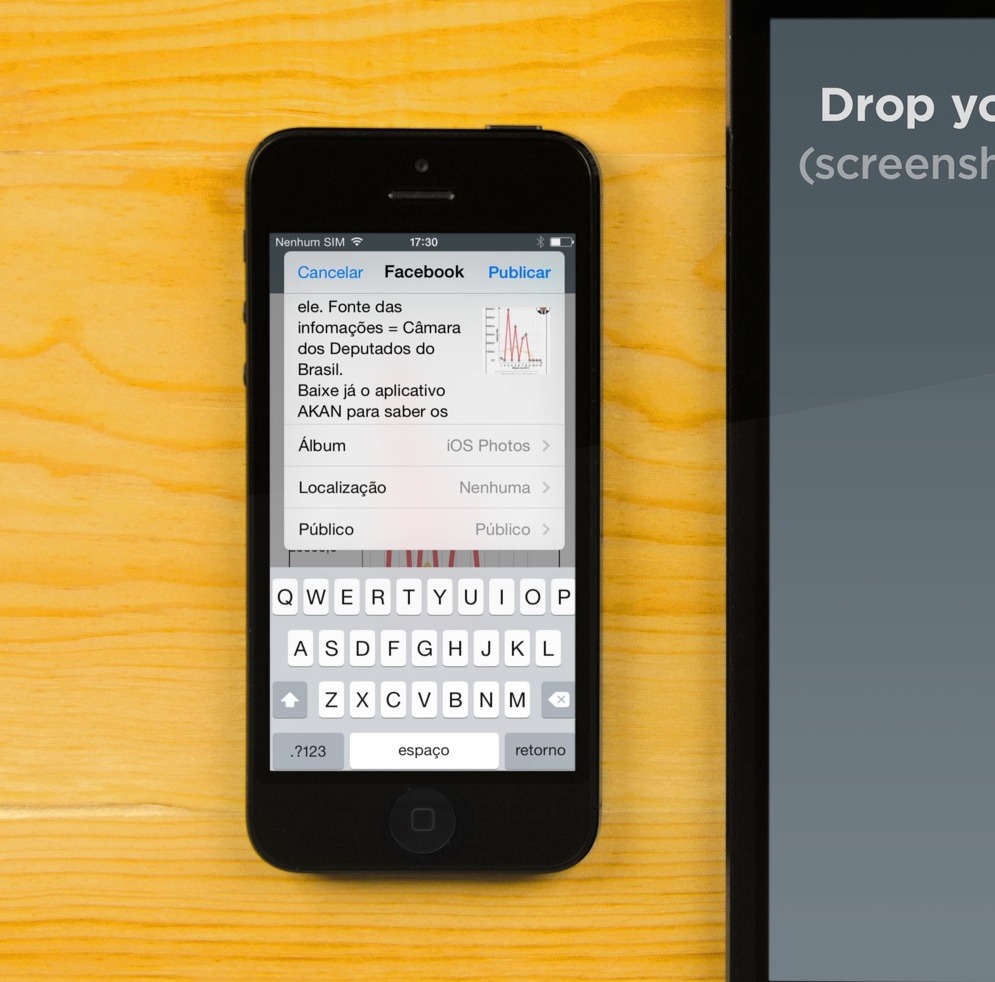 Drop yo
(screensh
Nenhum SIM 17:30
Cancelar Facebook Publicar
ele. Fonte das
infomações = Câmara
dos Deputados do
Brasil.
Baixe já o aplicativo
AKAN para saber os
Álbum iOS Photos
Localização Nenhuma
Público Público
Q W E R T Y U I O P
A S D F G H J K L
Z X C V B N M
.?123 espaço retorno